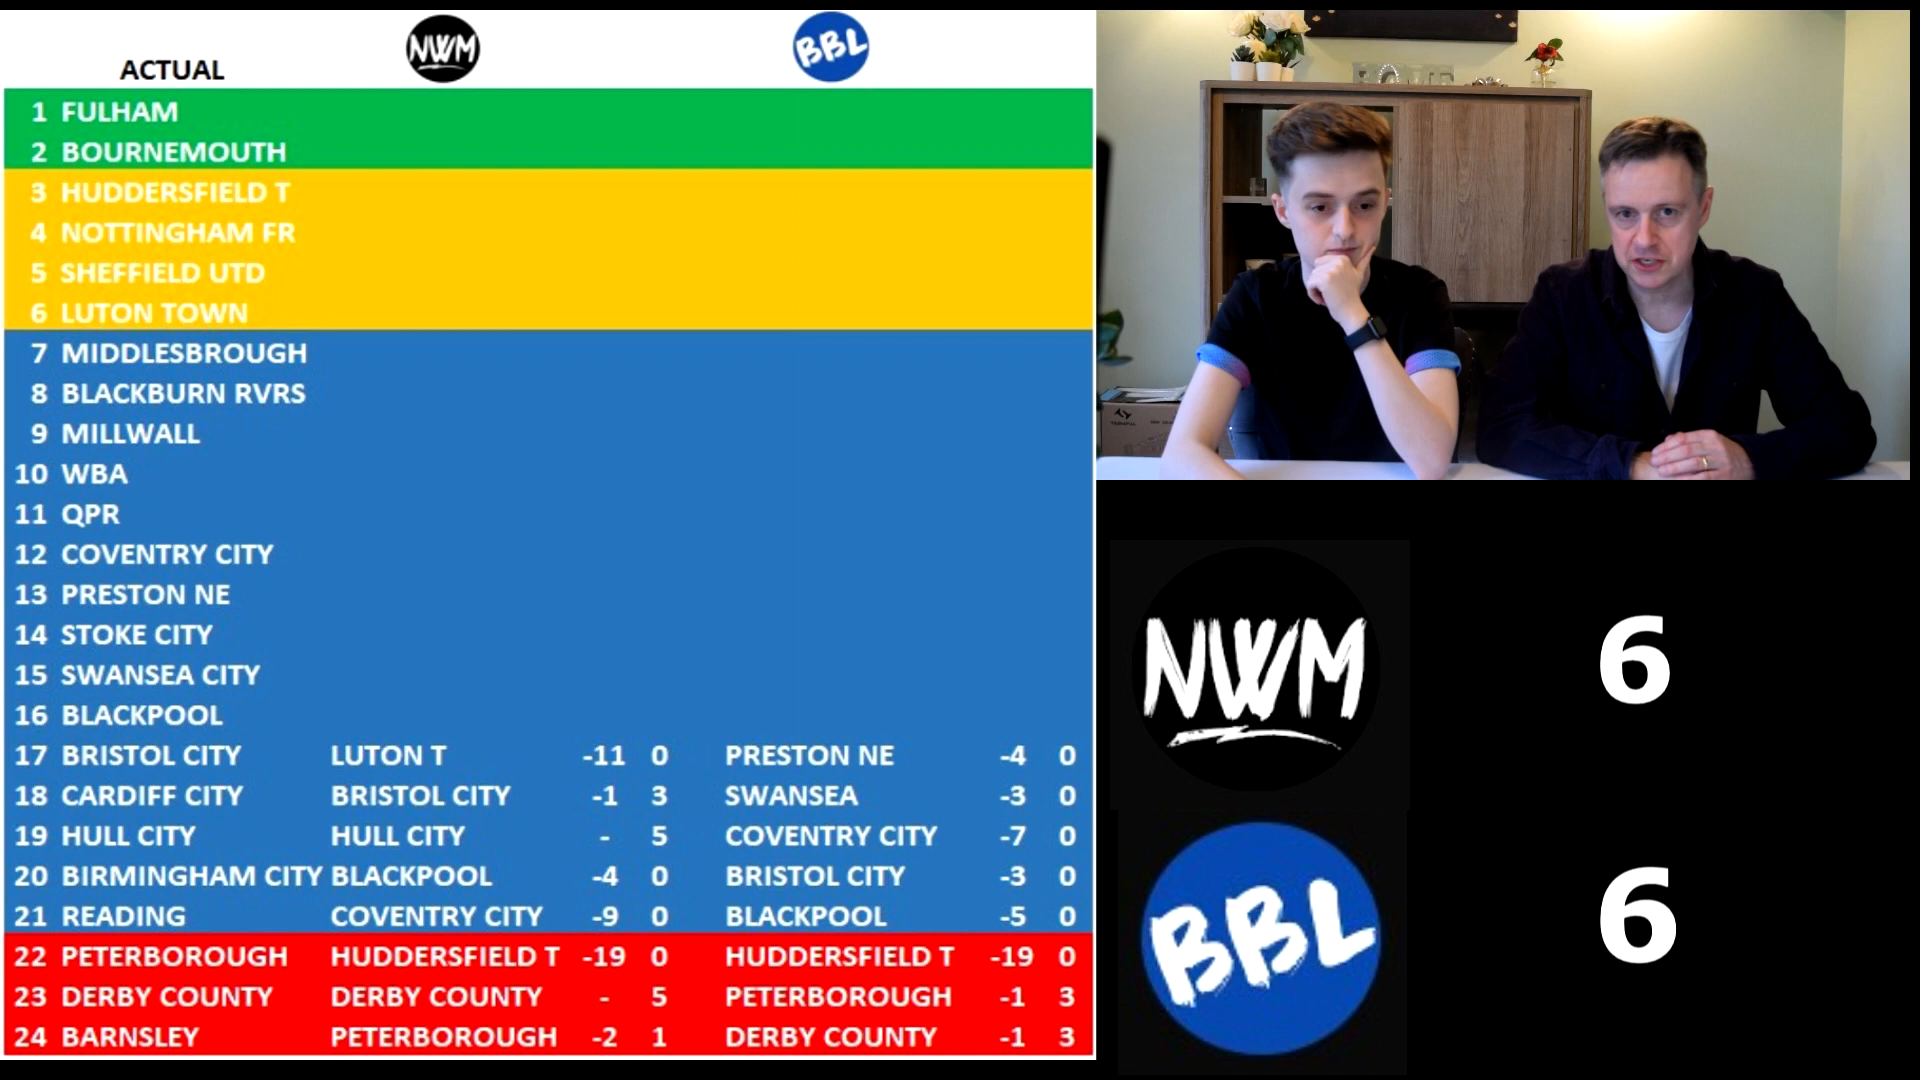 ACTUAL NWM BBL
1 FULHAM
2 BOURNEMOUTH
3 HUDDERSFIELD T
4 NOTTINGHAM FR
5 SHEFFIELD UTD
6 LUTON TOWN
7 MIDDLESBROUGH
8 BLACKBURN RVRS
9 MILLWALL
10 WBA
11 QPR
12 COVENTRY CITY
13 PRESTON NE
14 STOKE CITY
15 SWANSEA CITY
16 BLACKPOOL
17 BRISTOL CITY LUTON T -11 0 PRESTON NE -4 0
18 CARDIFF CITY BRISTOL CITY -1 3 SWANSEA -3 0
19 HULL CITY HULL CITY - 5 COVENTRY CITY -7 0
20 BIRMINGHAM CITY BLACKPOOL -4 0 BRISTOL CITY -3 0
21 READING COVENTRY CITY -9 0 BLACKPOOL -5 0
22 PETERBOROUGH HUDDERSFIELD T -19 0 HUDDERSFIELD T -19 0
23 DERBY COUNTY DERBY COUNTY - 5 PETERBOROUGH -1 3
24 BARNSLEY PETERBOROUGH -2 1 DERBY COUNTY -1 3
NWM 6
BBL 6